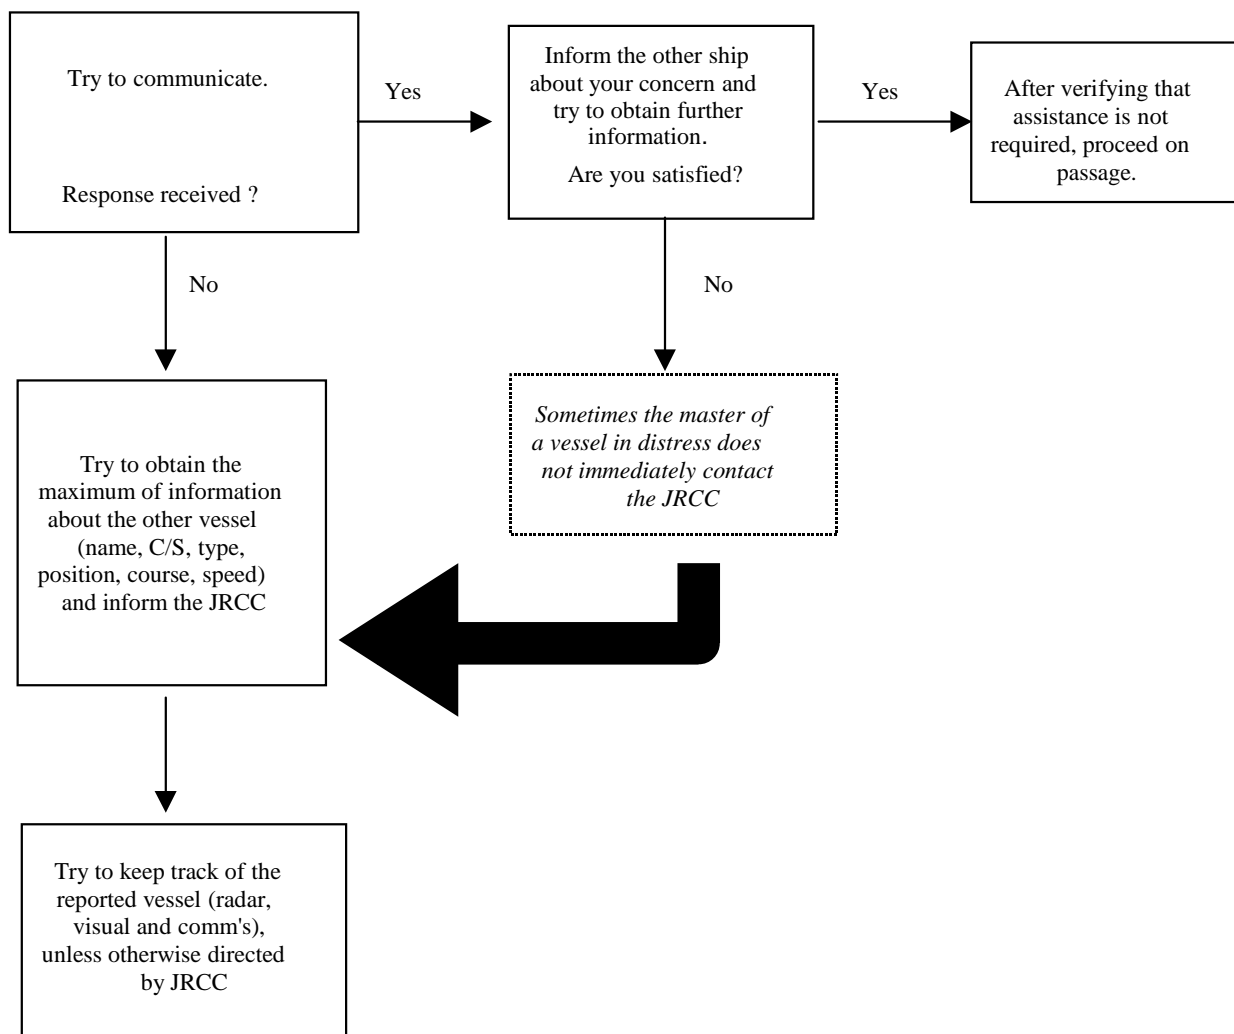 Try to communicate.
Response received ?
Yes
Inform the other ship
about your concern and
try to obtain further
information.
Are you satisfied?
Yes
After verifying that
assistance is not
required, proceed on
passage.
No
No
Try to obtain the
maximum of information
about the other vessel
(name, C/S, type,
position, course, speed)
and inform the JRCC
Sometimes the master of
a vessel in distress does
not immediately contact
the JRCC
Try to keep track of the
reported vessel (radar,
visual and comm's),
unless otherwise directed
by JRCC